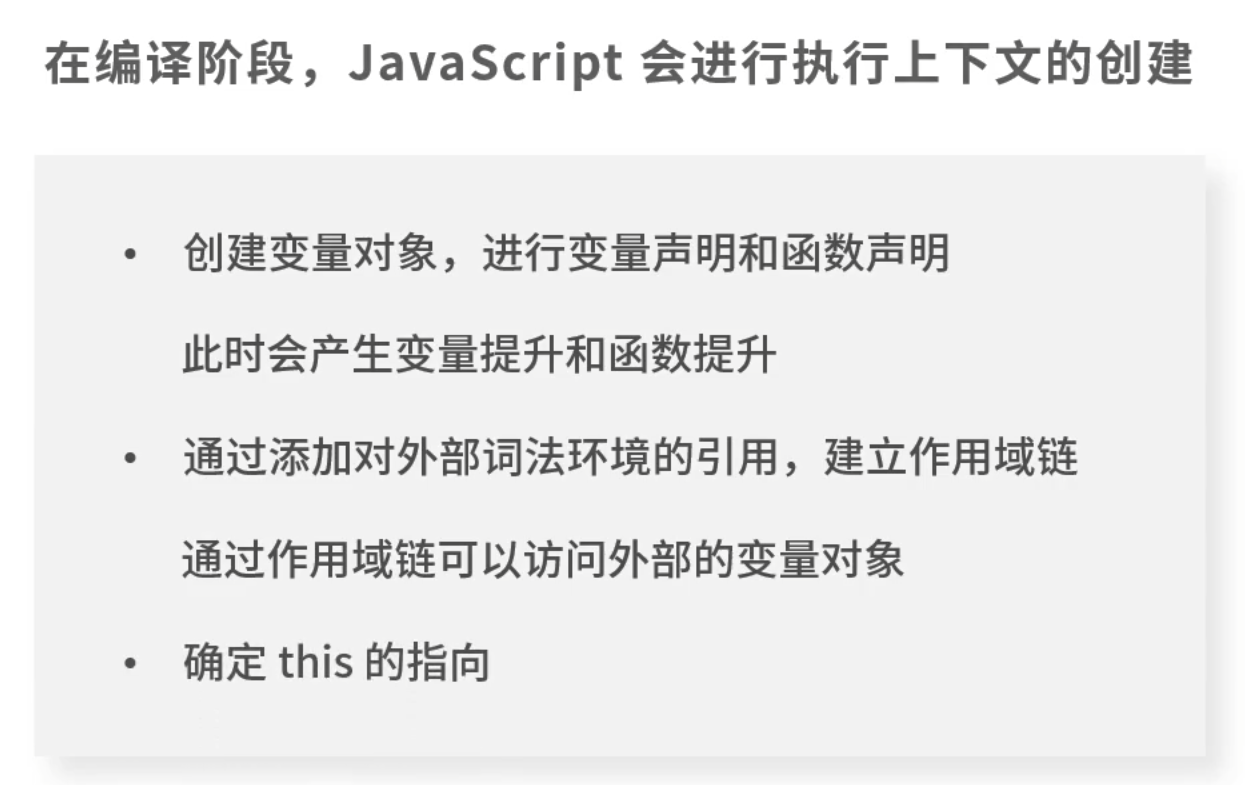 在编译阶段，JavaScript 会进行执行上下文的创建
• 创建变量对象，进行变量声明和函数声明
此时会产生变量提升和函数提升
• 通过添加对外部词法环境的引用，建立作用域链
通过作用域链可以访问外部的变量对象
• 确定 this 的指向